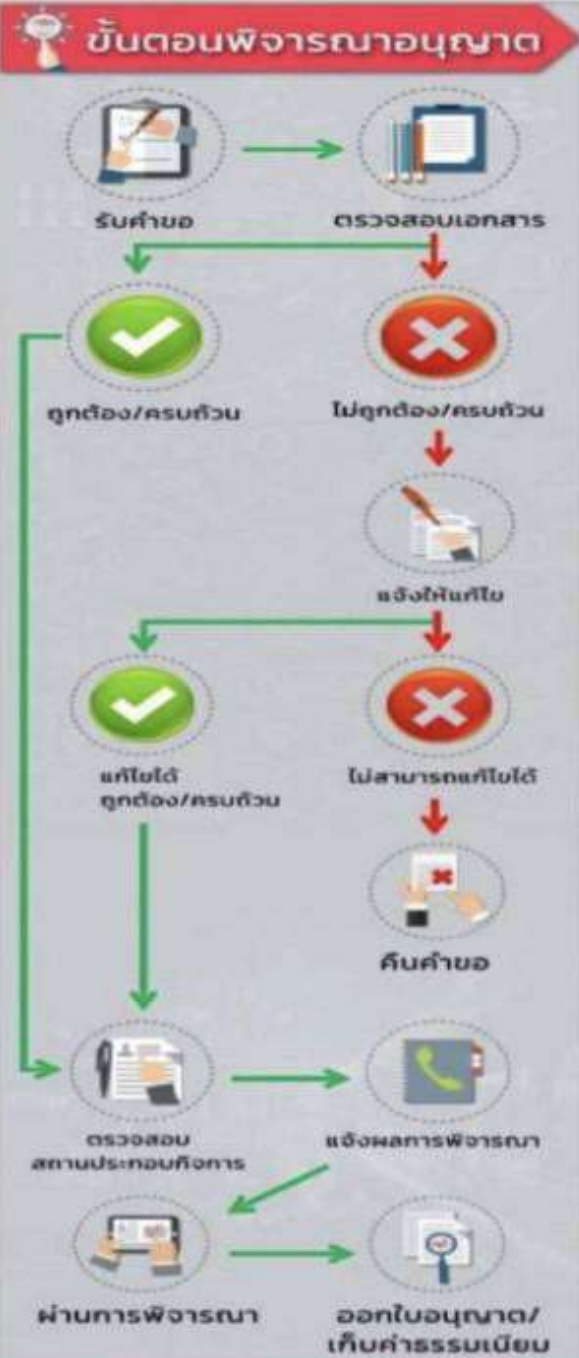 ขั้นตอนพิจารณาอนุญาต
รับคำขอ
ตรวจสอบเอกสาร
ถูกต้อง/ครบถ้วน
ไม่ถูกต้อง/ครบถ้วน
แจ้งให้แก้ไข
แก้ไขได้
ถูกต้อง/ครบถ้วน
ไม่สามารถแก้ไขได้
คืนคำขอ
ตรวจสอบ
สถานประกอบกิจการ
แจ้งผลการพิจารณา
ผ่านการพิจารณา
ออกใบอนุญาต/
เก็บค่าธรรมเนียม